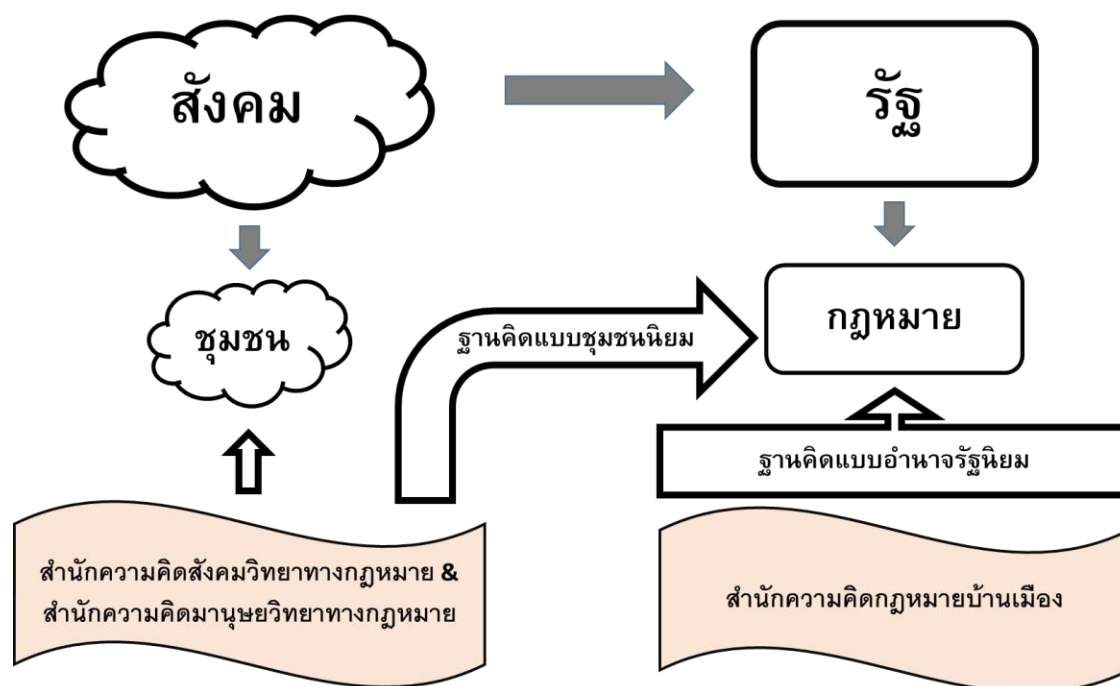 สังคม
รัฐ
ชุมชน
กฎหมาย
ฐานคิดแบบชุมชนนิยม
ฐานคิดแบบอำนาจรัฐนิยม
สำนักความคิดสังคมวิทยาทางกฎหมาย &
สำนักความคิดมานุษยวิทยาทางกฎหมาย
สำนักความคิดกฎหมายบ้านเมือง